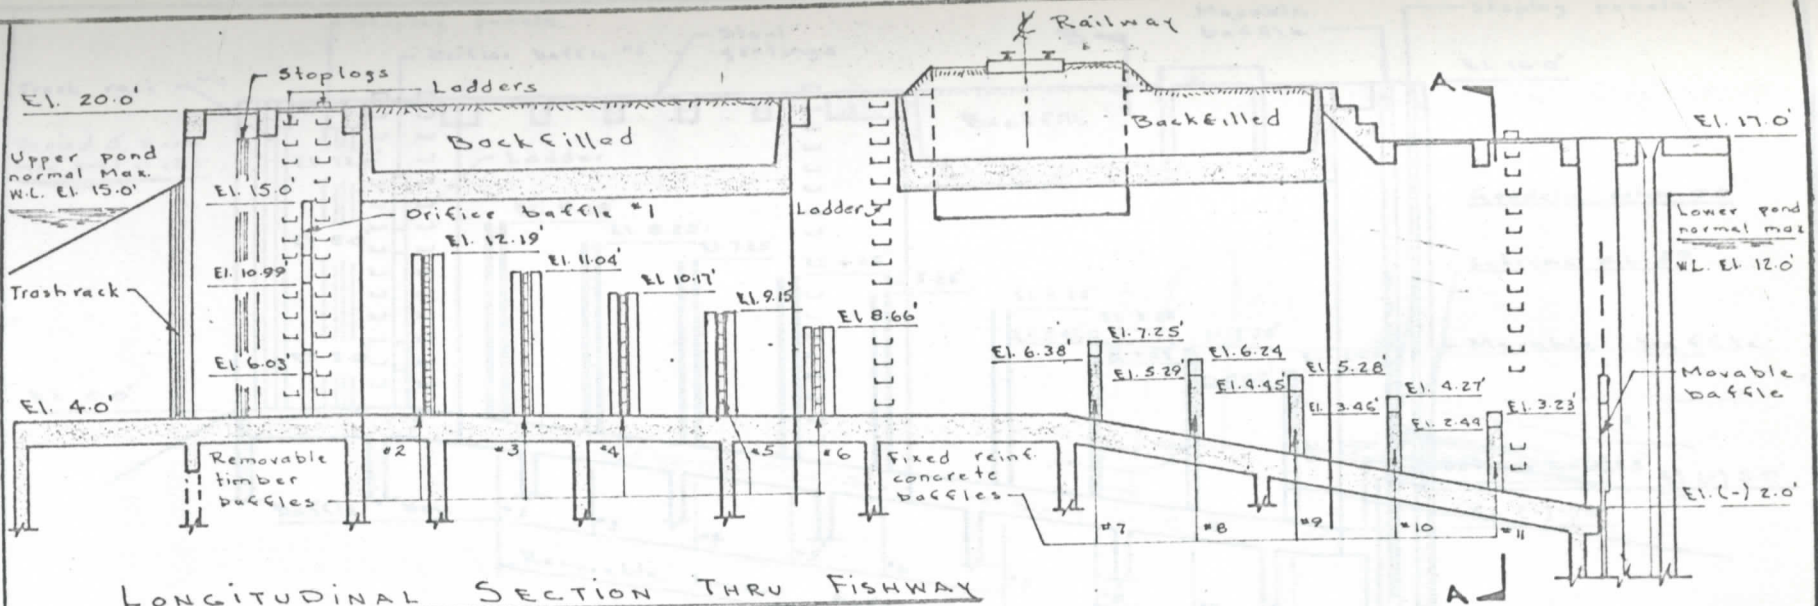 ℄ Railway
Stoplogs
Ladders
El. 20.0'
Backfilled
Backfilled
A
El. 17.0'
Upper pond
normal Max.
W.L. El. 15.0'
El. 15.0
Orifice baffle #1
Ladders
Lower pond
normal max
W.L. El. 12.0'
El. 12.19'
El. 11.04'
El. 10.99'
El. 10.17'
El. 9.15'
El. 8.66'
Trashrack
El. 6.03'
El. 4.0'
El. 6.38'
El. 7.25'
El. 5.29'
El. 6.24
El. 4.45'
El. 5.28'
El. 3.46'
El. 4.27'
El. 2.44
El. 3.23'
Movable
baffle
El. (-) 2.0'
Removable
timber
baffles
#2
#3
#4
#5
#6
Fixed reinf.
concrete
baffles
#7
#8
#9
#10
#11
A
LONGITUDINAL SECTION THRU FISHWAY